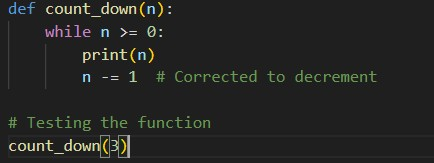 def count_down(n):
    while n >= 0:
        print(n)
        n -= 1  # Corrected to decrement

# Testing the function
count_down(3)